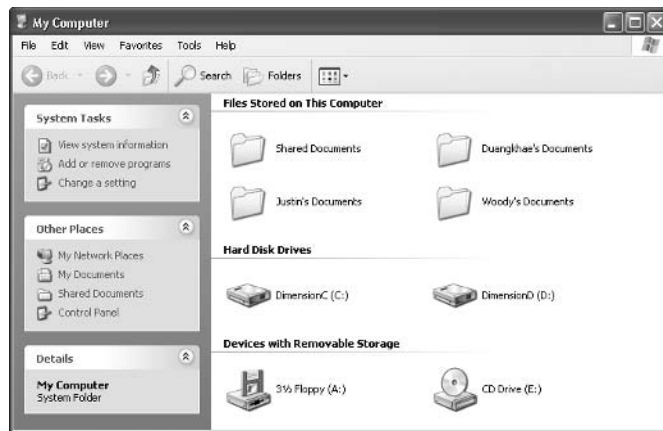 My Computer
File Edit View Favorites Tools Help
Back Search Folders
System Tasks
View system information
Add or remove programs
Change a setting
Other Places
My Network Places
My Documents
Shared Documents
Control Panel
Details
My Computer
System Folder
Files Stored on This Computer
Shared Documents Duangkhae's Documents
Justin's Documents Woody's Documents
Hard Disk Drives
DimensionC (C:) DimensionD (D:)
Devices with Removable Storage
3½ Floppy (A:) CD Drive (E:)